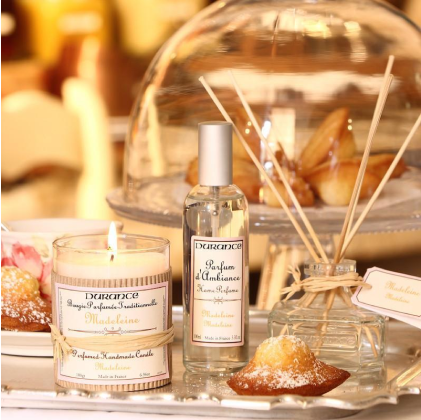 DURANCE
Bougie Parfumée Traditionnelle
Madeleine
Perfumed Handmade Candle
Madeleine
Made in France
DURANCE
Parfum
d'Ambiance
Home Perfume
Madeleine
Madeleine
Made in France
Madeleine